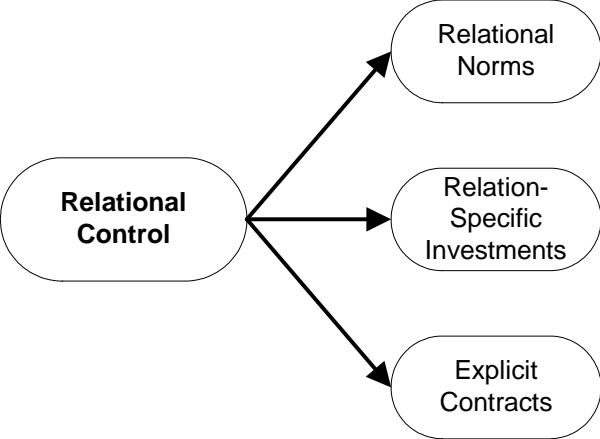 Relational
Norms
Relational
Control
Relation-
Specific
Investments
Explicit
Contracts